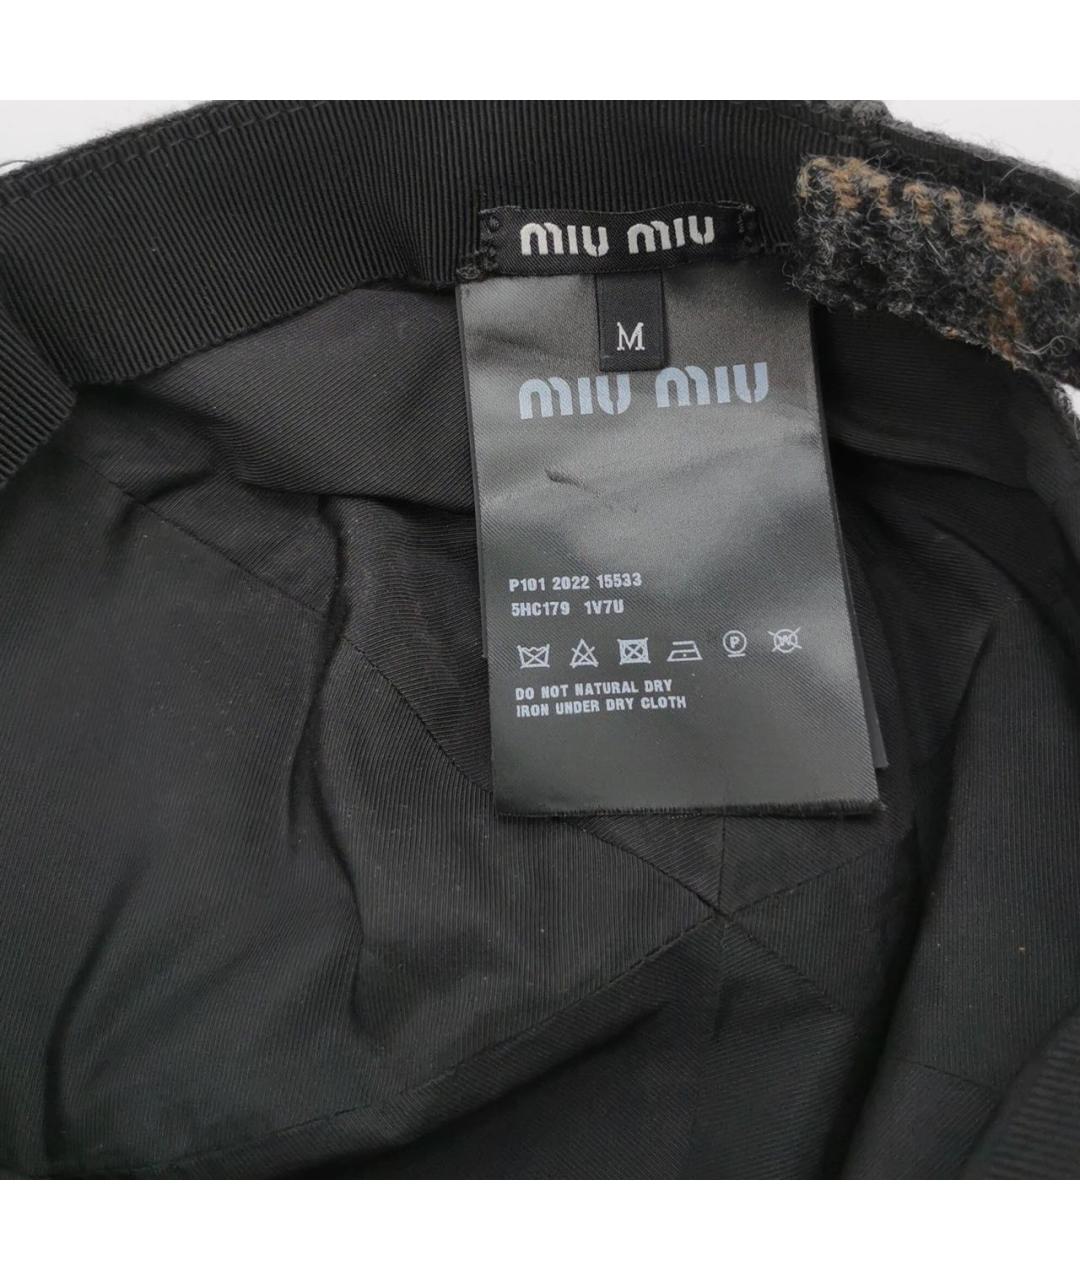 miu miu
M
miu miu
P101 2022 15533
5HC179 1V7U
P W
DO NOT NATURAL DRY
IRON UNDER DRY CLOTH